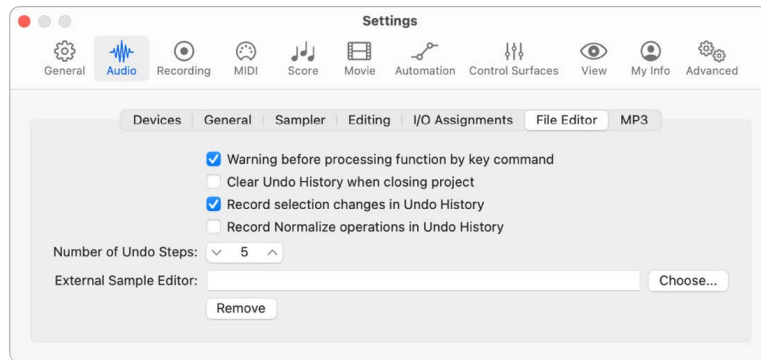 Settings
General Audio Recording MIDI Score Movie Automation Control Surfaces View My Info Advanced
Devices General Sampler Editing I/O Assignments File Editor MP3
Warning before processing function by key command
Clear Undo History when closing project
Record selection changes in Undo History
Record Normalize operations in Undo History
Number of Undo Steps: 5
External Sample Editor: Choose...
Remove